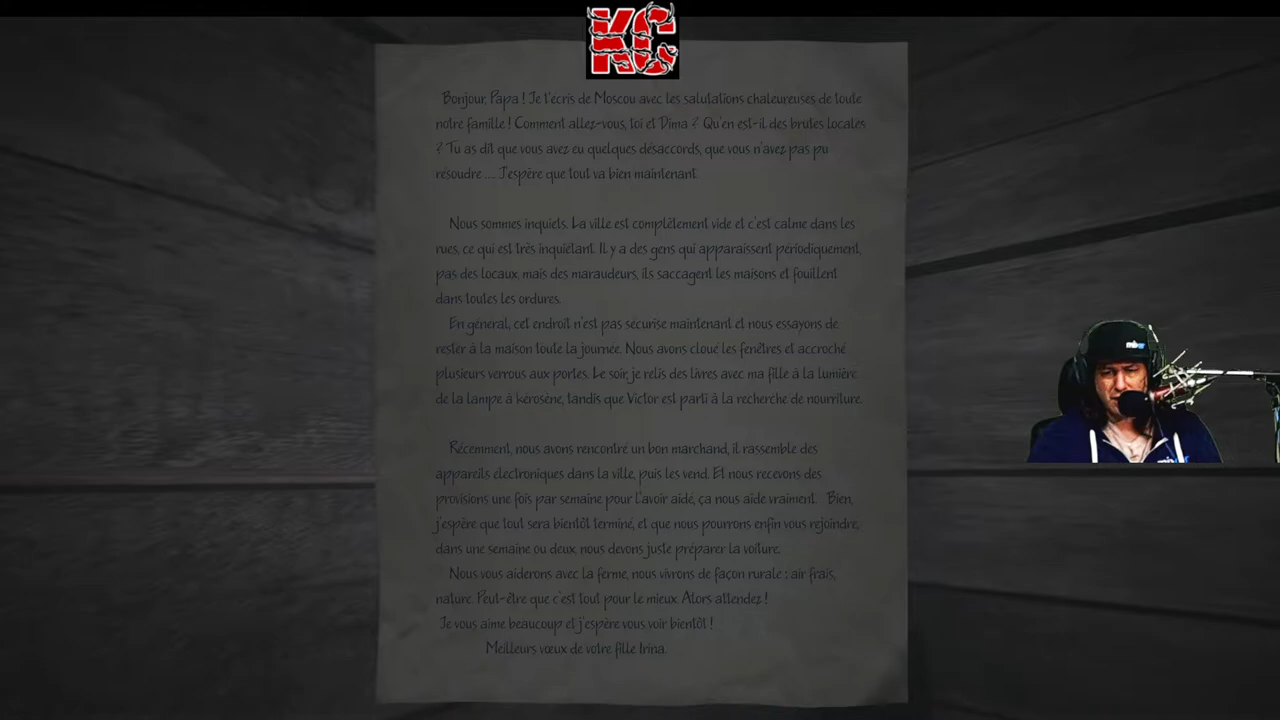 KC
Bonjour, Papa ! Je t'écris de Moscou avec les salutations chaleureuses de toute
notre famille ! Comment allez-vous, toi et Dima ? Qu'en est-il des brutes locales
? Tu as dit que vous avez eu quelques désaccords, que vous n'avez pas pu
résoudre .... J'espère que tout va bien maintenant.
Nous sommes inquiets. La ville est complètement vide et c'est calme dans les
rues, ce qui est très inquiétant. Il y a des gens qui apparaissent périodiquement,
pas des locaux, mais des maraudeurs, ils saccagent les maisons et fouillent
dans toutes les ordures.
En général, cet endroit n'est pas sécurisé maintenant et nous essayons de
rester à la maison toute la journée. Nous avons cloué les fenêtres et accroché
plusieurs verrous aux portes. Le soir, je relis des livres avec ma fille à la lumière
de la lampe à kérosène, tandis que Victor est parti à la recherche de nourriture.
Récemment, nous avons rencontré un bon marchand, il rassemble des
appareils électroniques dans la ville, puis les vend. Et nous recevons des
provisions une fois par semaine pour l'avoir aidé, ça nous aide vraiment. Bien,
j'espère que tout sera bientôt terminé, et que nous pourrons enfin vous rejoindre,
dans une semaine ou deux, nous devons juste préparer la voiture.
Nous vous aiderons avec la ferme, nous vivrons de façon rurale : air frais,
nature. Peut-être que c'est tout pour le mieux. Alors attendez !
Je vous aime beaucoup et j'espère vous voir bientôt !
Meilleurs vœux de votre fille Irina.